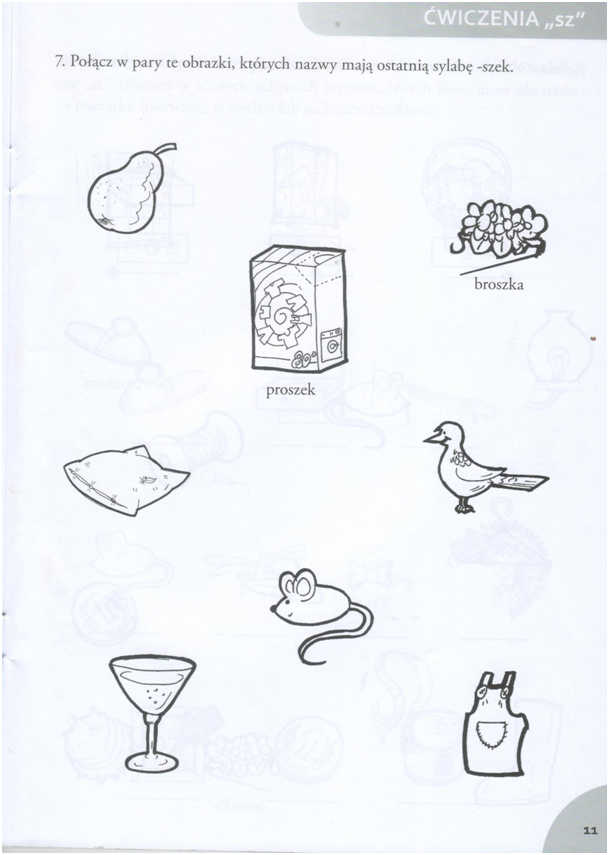 ĆWICZENIA „sz”
7. Połącz w pary te obrazki, których nazwy mają ostatnią sylabę -szek.
broszka
proszek
11